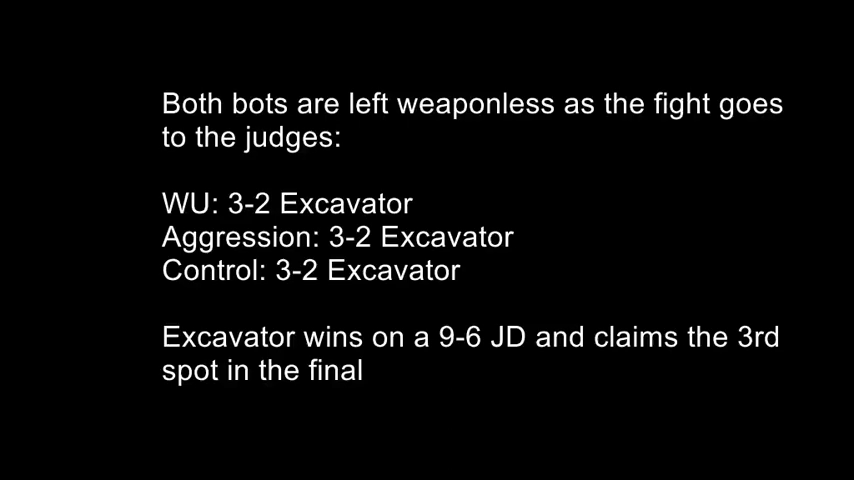 Both bots are left weaponless as the fight goes
to the judges:
WU: 3-2 Excavator
Aggression: 3-2 Excavator
Control: 3-2 Excavator
Excavator wins on a 9-6 JD and claims the 3rd
spot in the final